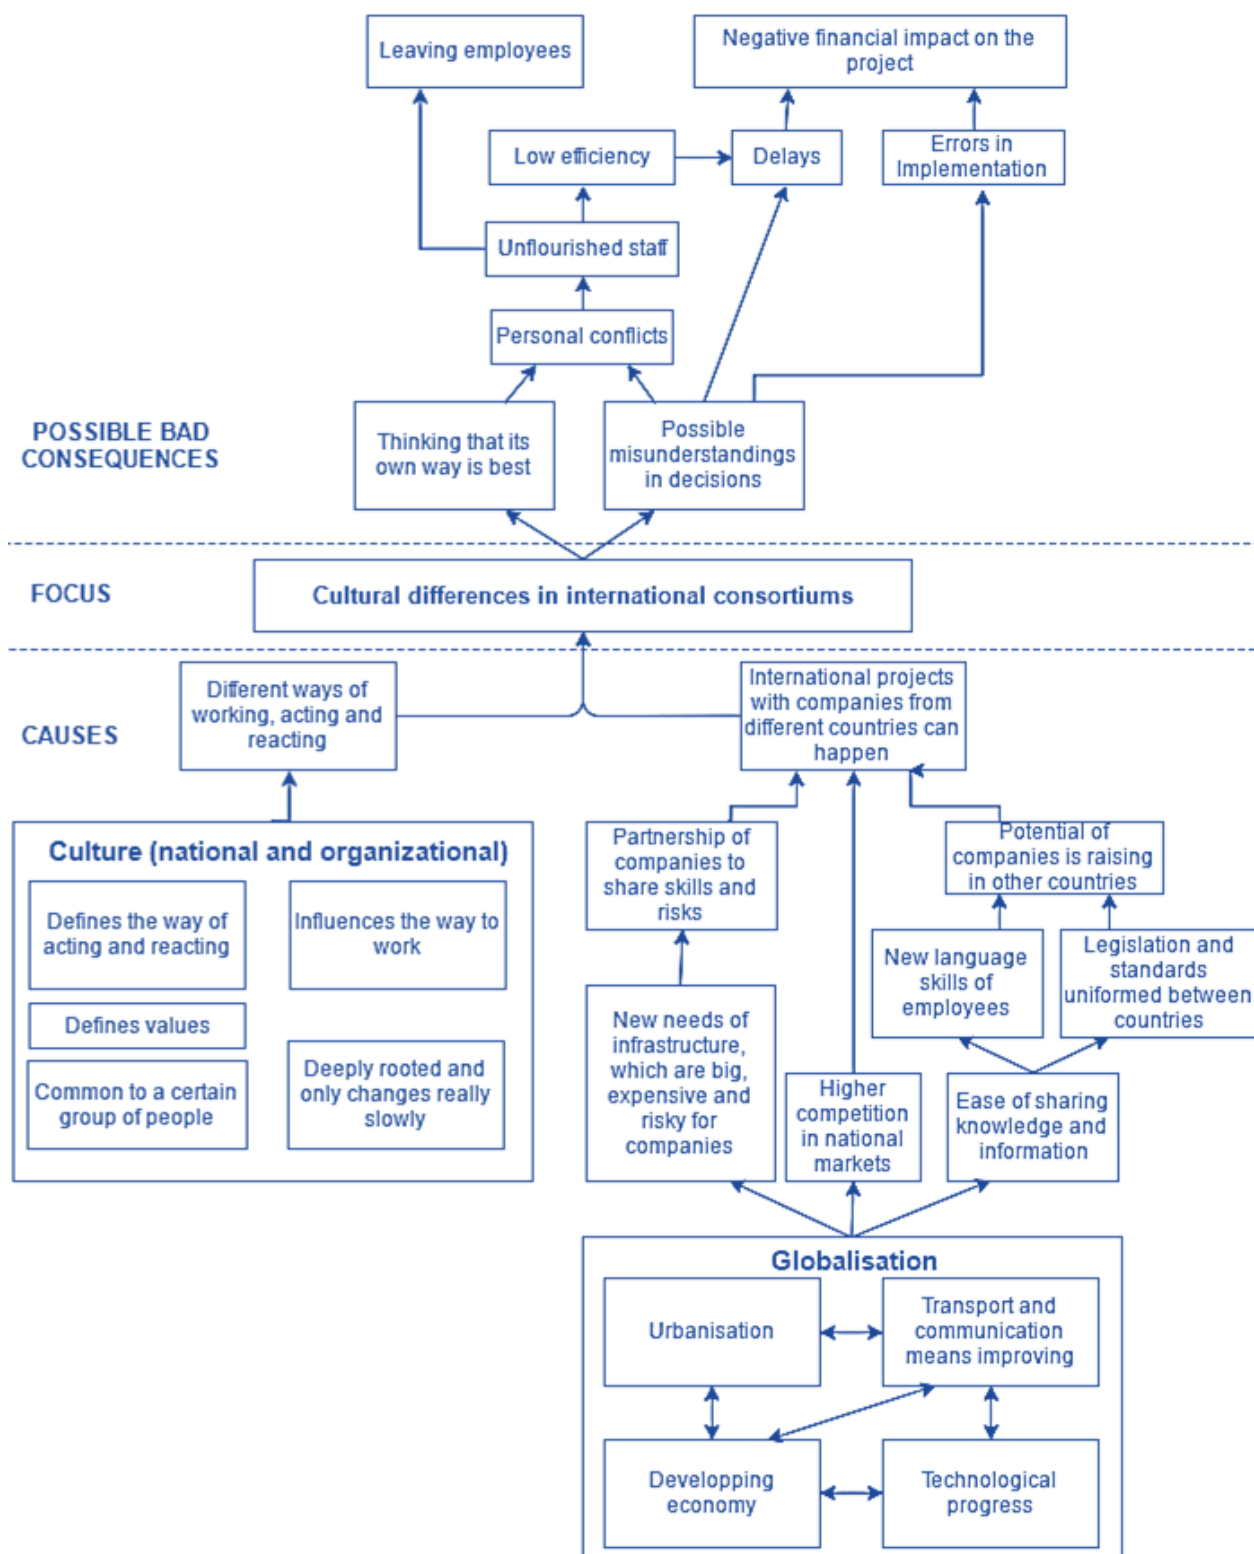 Leaving employees
Negative financial impact on the
project
Low efficiency
Delays
Errors in
Implementation
Unflourished staff
Personal conflicts
POSSIBLE BAD
CONSEQUENCES
Thinking that its
own way is best
Possible
misunderstandings
in decisions
FOCUS
Cultural differences in international consortiums
CAUSES
Different ways of
working, acting and
reacting
International projects
with companies from
different countries can
happen
Culture (national and organizational)
Defines the way of
acting and reacting
Influences the way to
work
Defines values
Common to a certain
group of people
Deeply rooted and
only changes really
slowly
Partnership of
companies to
share skills and
risks
Potential of
companies is raising
in other countries
New language
skills of
employees
Legislation and
standards
uniformed between
countries
New needs of
infrastructure,
which are big,
expensive and
risky for
companies
Higher
competition
in national
markets
Ease of sharing
knowledge and
information
Globalisation
Urbanisation
Transport and
communication
means improving
Developping
economy
Technological
progress